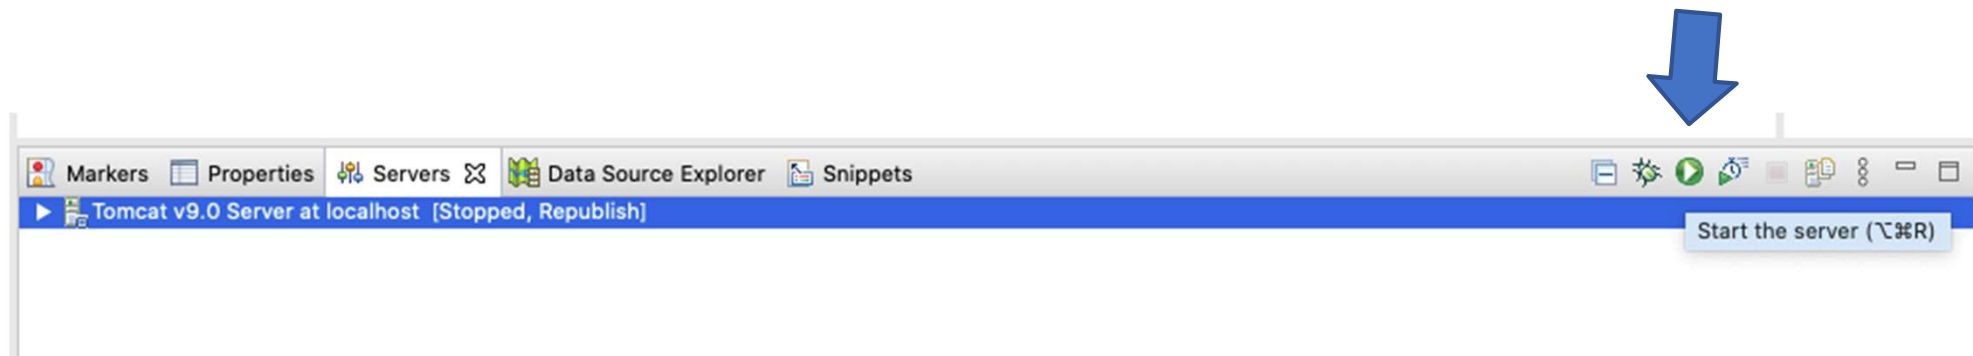 Markers Properties Servers Data Source Explorer Snippets
Tomcat v9.0 Server at localhost [Stopped, Republish]
Start the server (⌥⌘R)